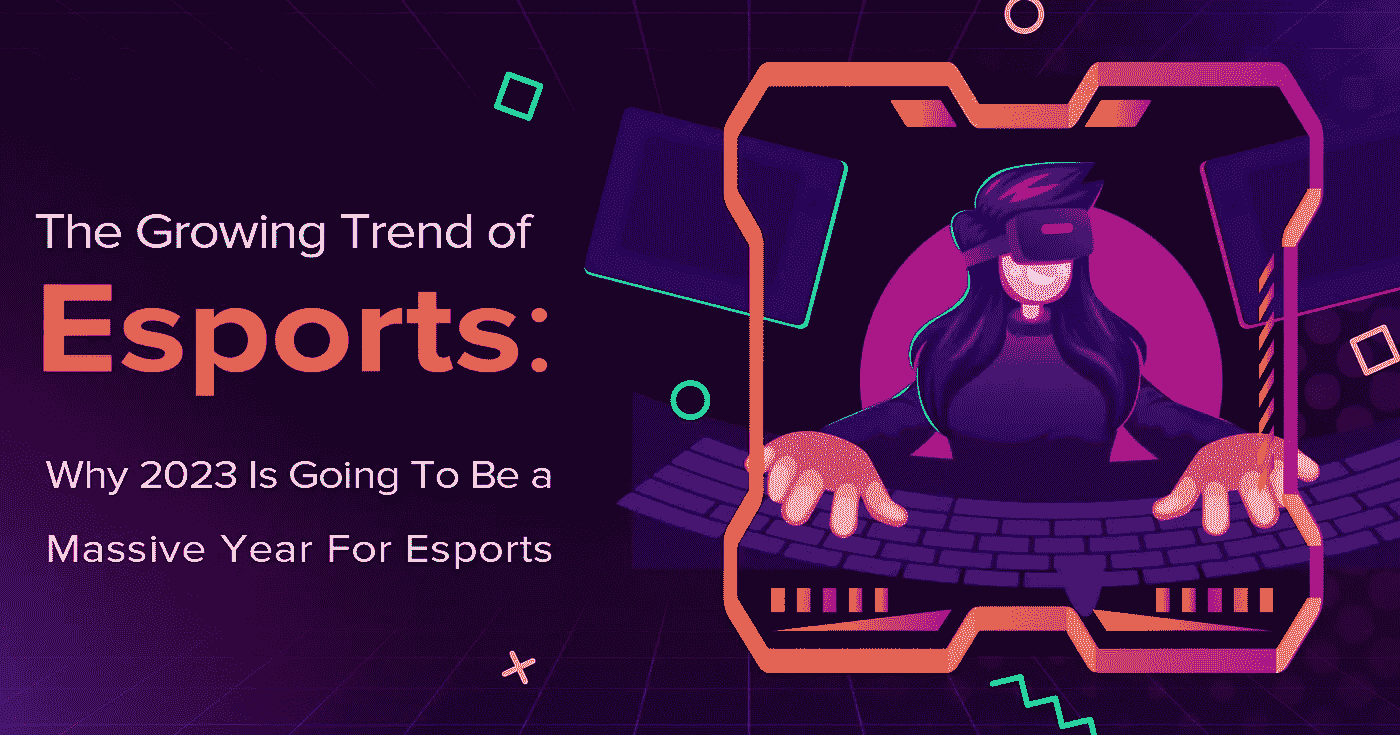 The Growing Trend of
Esports:
Why 2023 Is Going To Be a
Massive Year For Esports